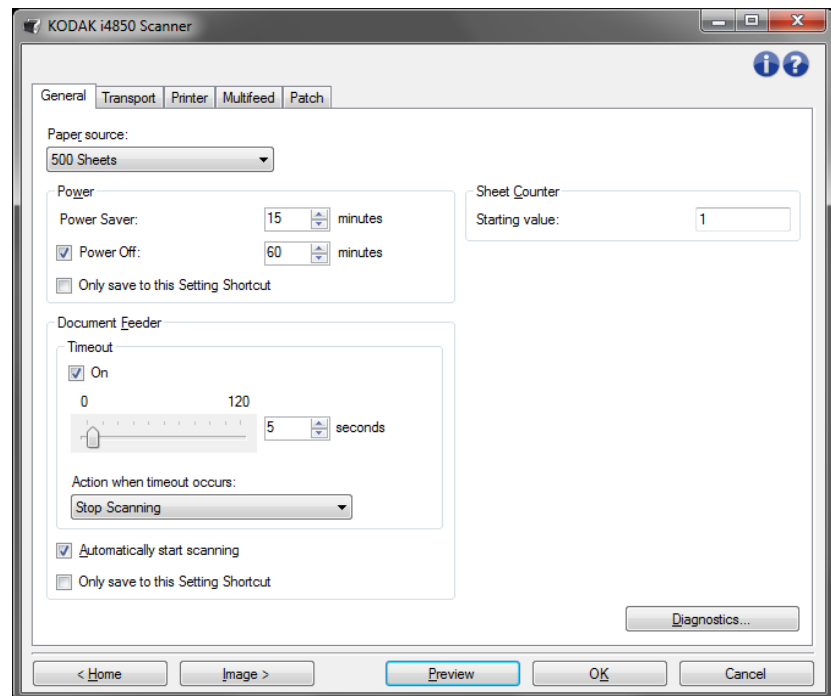 KODAK i4850 Scanner
General Transport Printer Multifeed Patch
Paper source:
500 Sheets
Power
Power Saver: 15 minutes
Power Off: 60 minutes
Only save to this Setting Shortcut
Sheet Counter
Starting value: 1
Document Feeder
Timeout
On
0 120
5 seconds
Action when timeout occurs:
Stop Scanning
Automatically start scanning
Only save to this Setting Shortcut
Diagnostics...
< Home Image > Preview OK Cancel